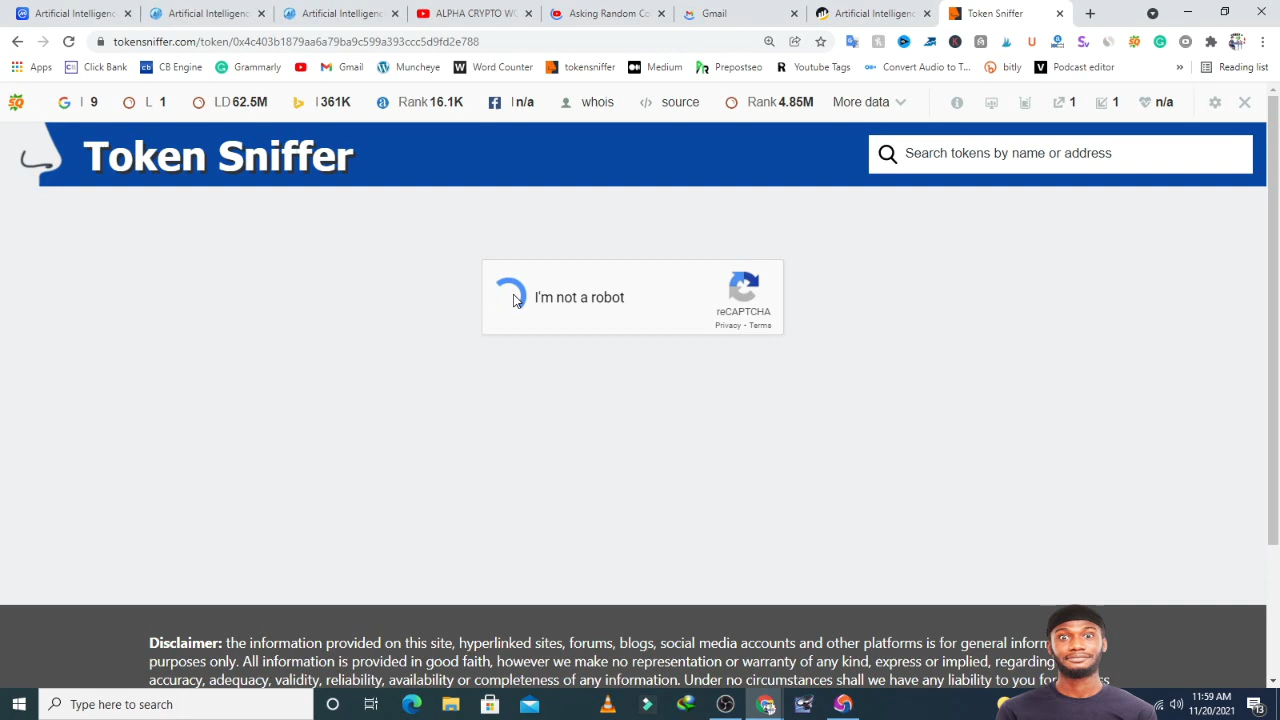 Artificial Intelligenc
Artificial Intelligence
Artificial Intelligenc
ALPHA CRYPTO WO
Asking Random Co
Gmail
Artificial Intelligenc
Token Sniffer
tokensniffer.com/token/0x4cb03b1879aa6a79ba9c599a393ccc5d9fd2e788
Apps Click Bank CB Engine Grammarly Gmail Muncheye Word Counter tokensniffer Medium Prepostseo Youtube Tags Convert Audio to T... bitly Podcast editor » Reading list
I 9 L 1 LD 62.5M I 361K Rank 16.1K I n/a whois source Rank 4.85M More data 1 1 n/a
Token Sniffer
Search tokens by name or address
I'm not a robot
reCAPTCHA
Privacy - Terms
Disclaimer: the information provided on this site, hyperlinked sites, forums, blogs, social media accounts and other platforms is for general
purposes only. All information is provided in good faith, however we make no representation or warranty of any kind, express or implied, regarding
accuracy, adequacy, validity, reliability, availability or completeness of any information. Under no circumstances shall we have any liability to you for
Type here to search
11:59 AM
11/20/2021
13